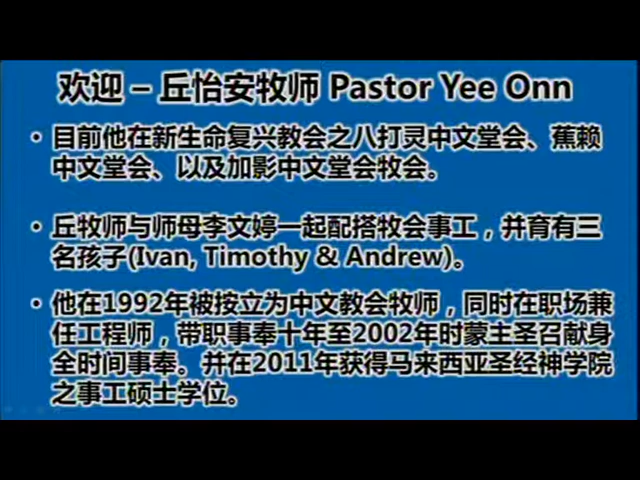 欢迎 – 丘怡安牧师 Pastor Yee Onn
• 目前他在新生命复兴教会之八打灵中文堂会、蕉赖
中文堂会、以及加影中文堂会牧会。
• 丘牧师与师母李文婷一起配搭牧会事工，并育有三
名孩子(Ivan, Timothy & Andrew)。
• 他在1992年被按立为中文教会牧师，同时在职场兼
任工程师，带职事奉十年至2002年时蒙主圣召献身
全时间事奉。并在2011年获得马来西亚圣经神学院
之事工硕士学位。